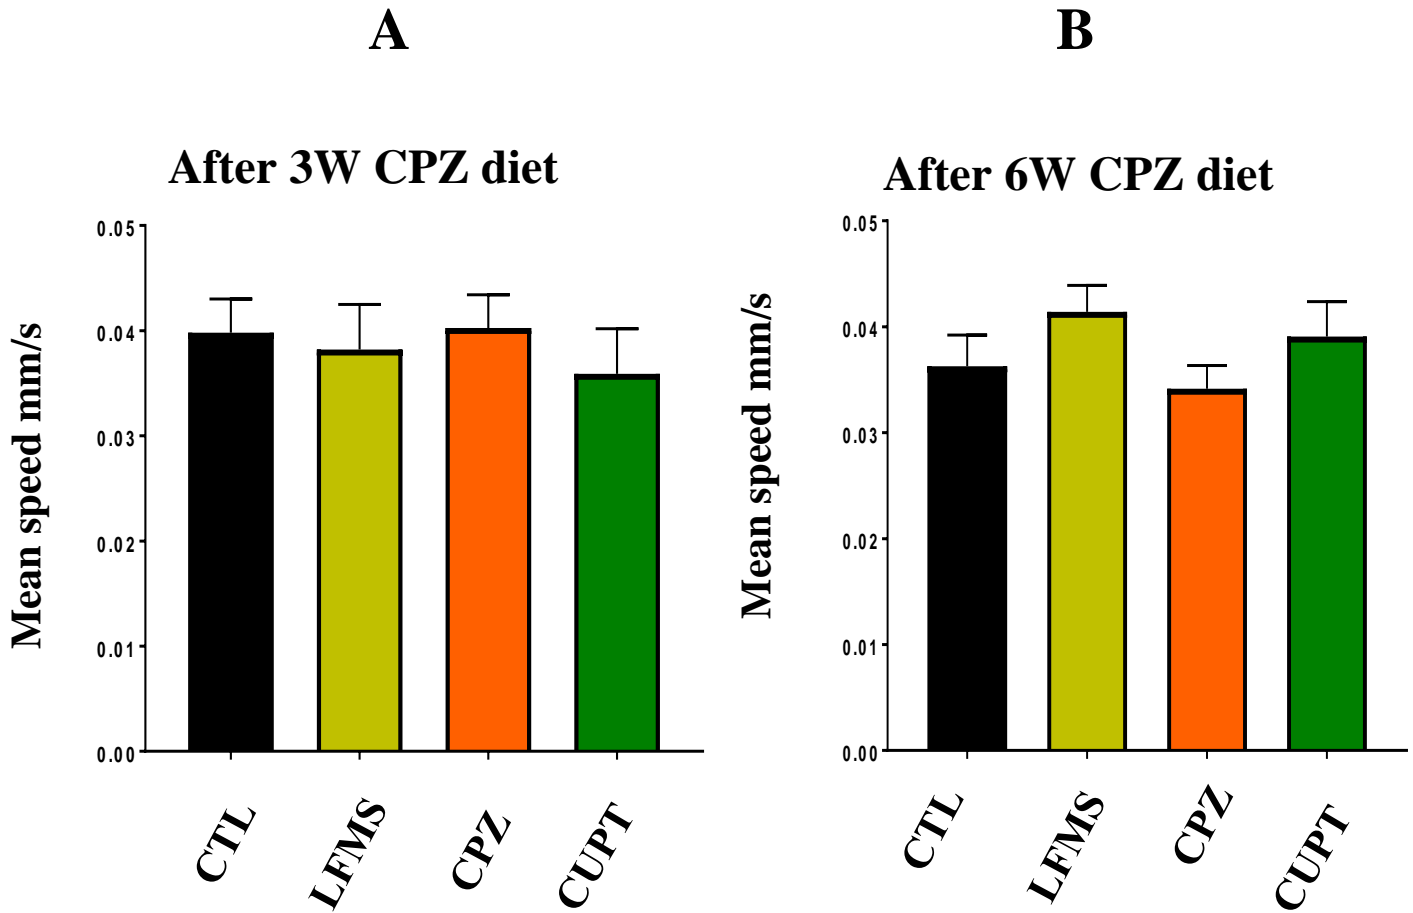 A
After 3W CPZ diet
Mean speed mm/s
0.05
0.04
0.03
0.02
0.01
0.00
CTL
LFMS
CPZ
CUPT
B
After 6W CPZ diet
Mean speed mm/s
0.05
0.04
0.03
0.02
0.01
0.00
CTL
LFMS
CPZ
CUPT